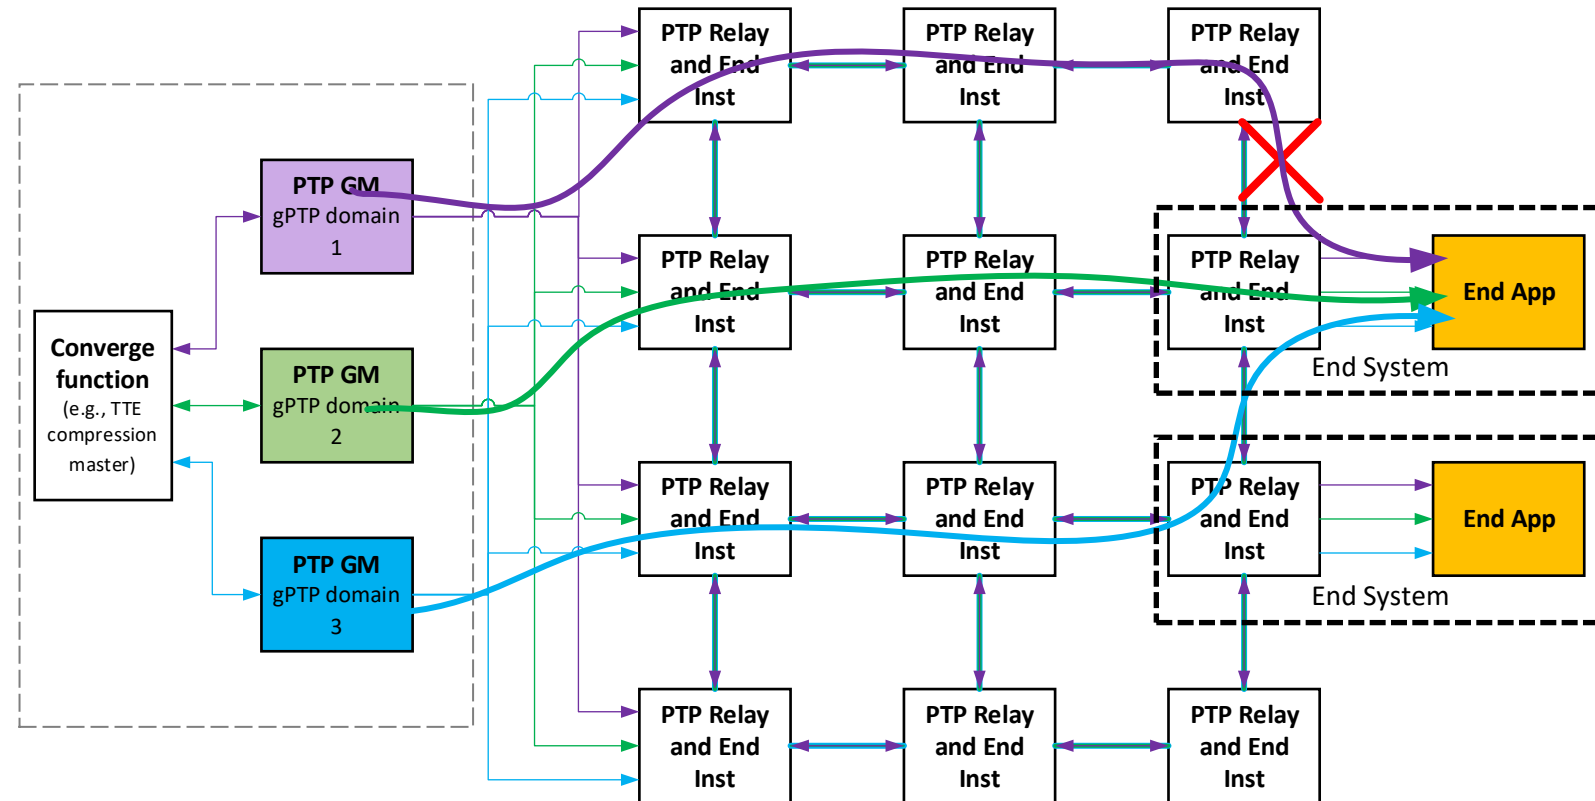 PTP Relay
and End
Inst
PTP Relay
and End
Inst
PTP Relay
and End
Inst
PTP GM
gPTP domain
1
PTP Relay
and End
Inst
PTP Relay
and End
Inst
PTP Relay
and End
Inst
End App
End System
Converge
function
(e.g., TTE
compression
master)
PTP GM
gPTP domain
2
PTP Relay
and End
Inst
PTP Relay
and End
Inst
PTP Relay
and End
Inst
End App
End System
PTP GM
gPTP domain
3
PTP Relay
and End
Inst
PTP Relay
and End
Inst
PTP Relay
and End
Inst